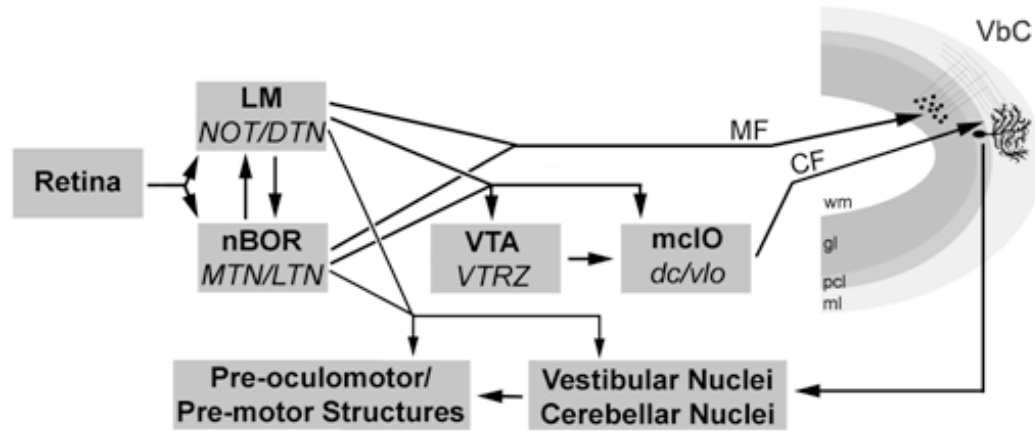 VbC
LM
NOT/DTN
MF
Retina
CF
nBOR
MTN/LTN
VTA
VTRZ
mcIO
dc/vlo
wm
gl
pcl
ml
Pre-oculomotor/
Pre-motor Structures
Vestibular Nuclei
Cerebellar Nuclei